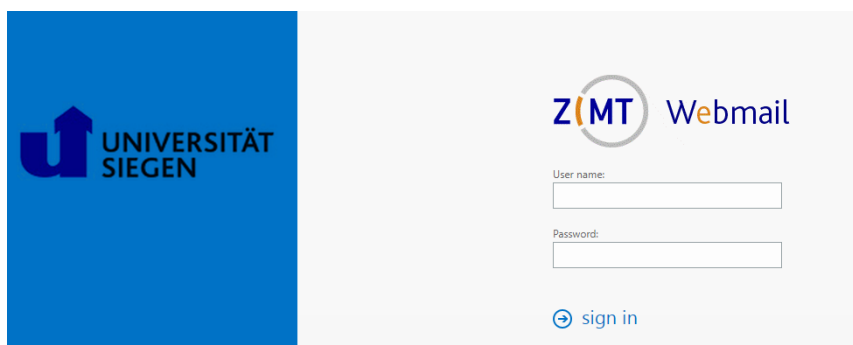 UNIVERSITÄT
SIEGEN
ZIMT Webmail
User name:
Password:
sign in